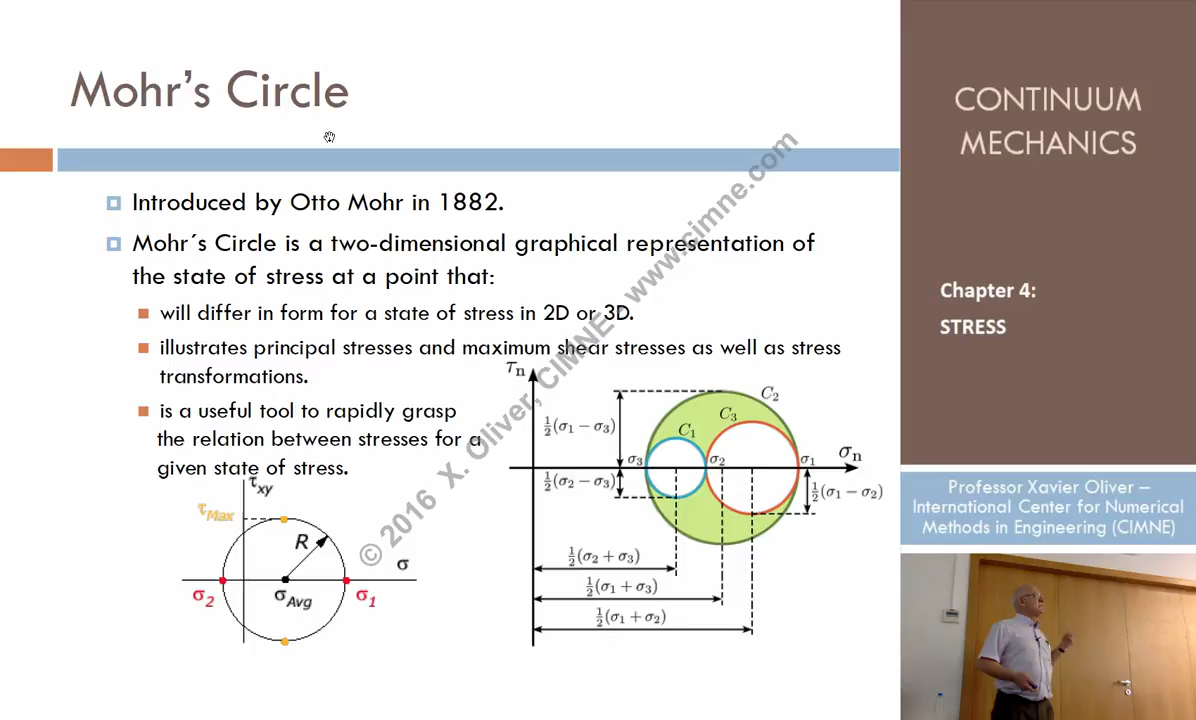 Mohr's Circle
Introduced by Otto Mohr in 1882.
Mohr´s Circle is a two-dimensional graphical representation of
the state of stress at a point that:
will differ in form for a state of stress in 2D or 3D.
illustrates principal stresses and maximum shear stresses as well as stress
transformations.
is a useful tool to rapidly grasp
the relation between stresses for a
given state of stress.
τxy
τMax
R
σ
σ2
σAvg
σ1
τn
C2
C3
C1
½(σ1 − σ3)
σ3
σ2
σ1
σn
½(σ2 − σ3)
½(σ1 − σ2)
½(σ2 + σ3)
½(σ1 + σ3)
½(σ1 + σ2)
© 2016 X. Oliver, CIMNE - www.cimne.com
CONTINUUM
MECHANICS
Chapter 4:
STRESS
Professor Xavier Oliver –
International Center for Numerical
Methods in Engineering (CIMNE)